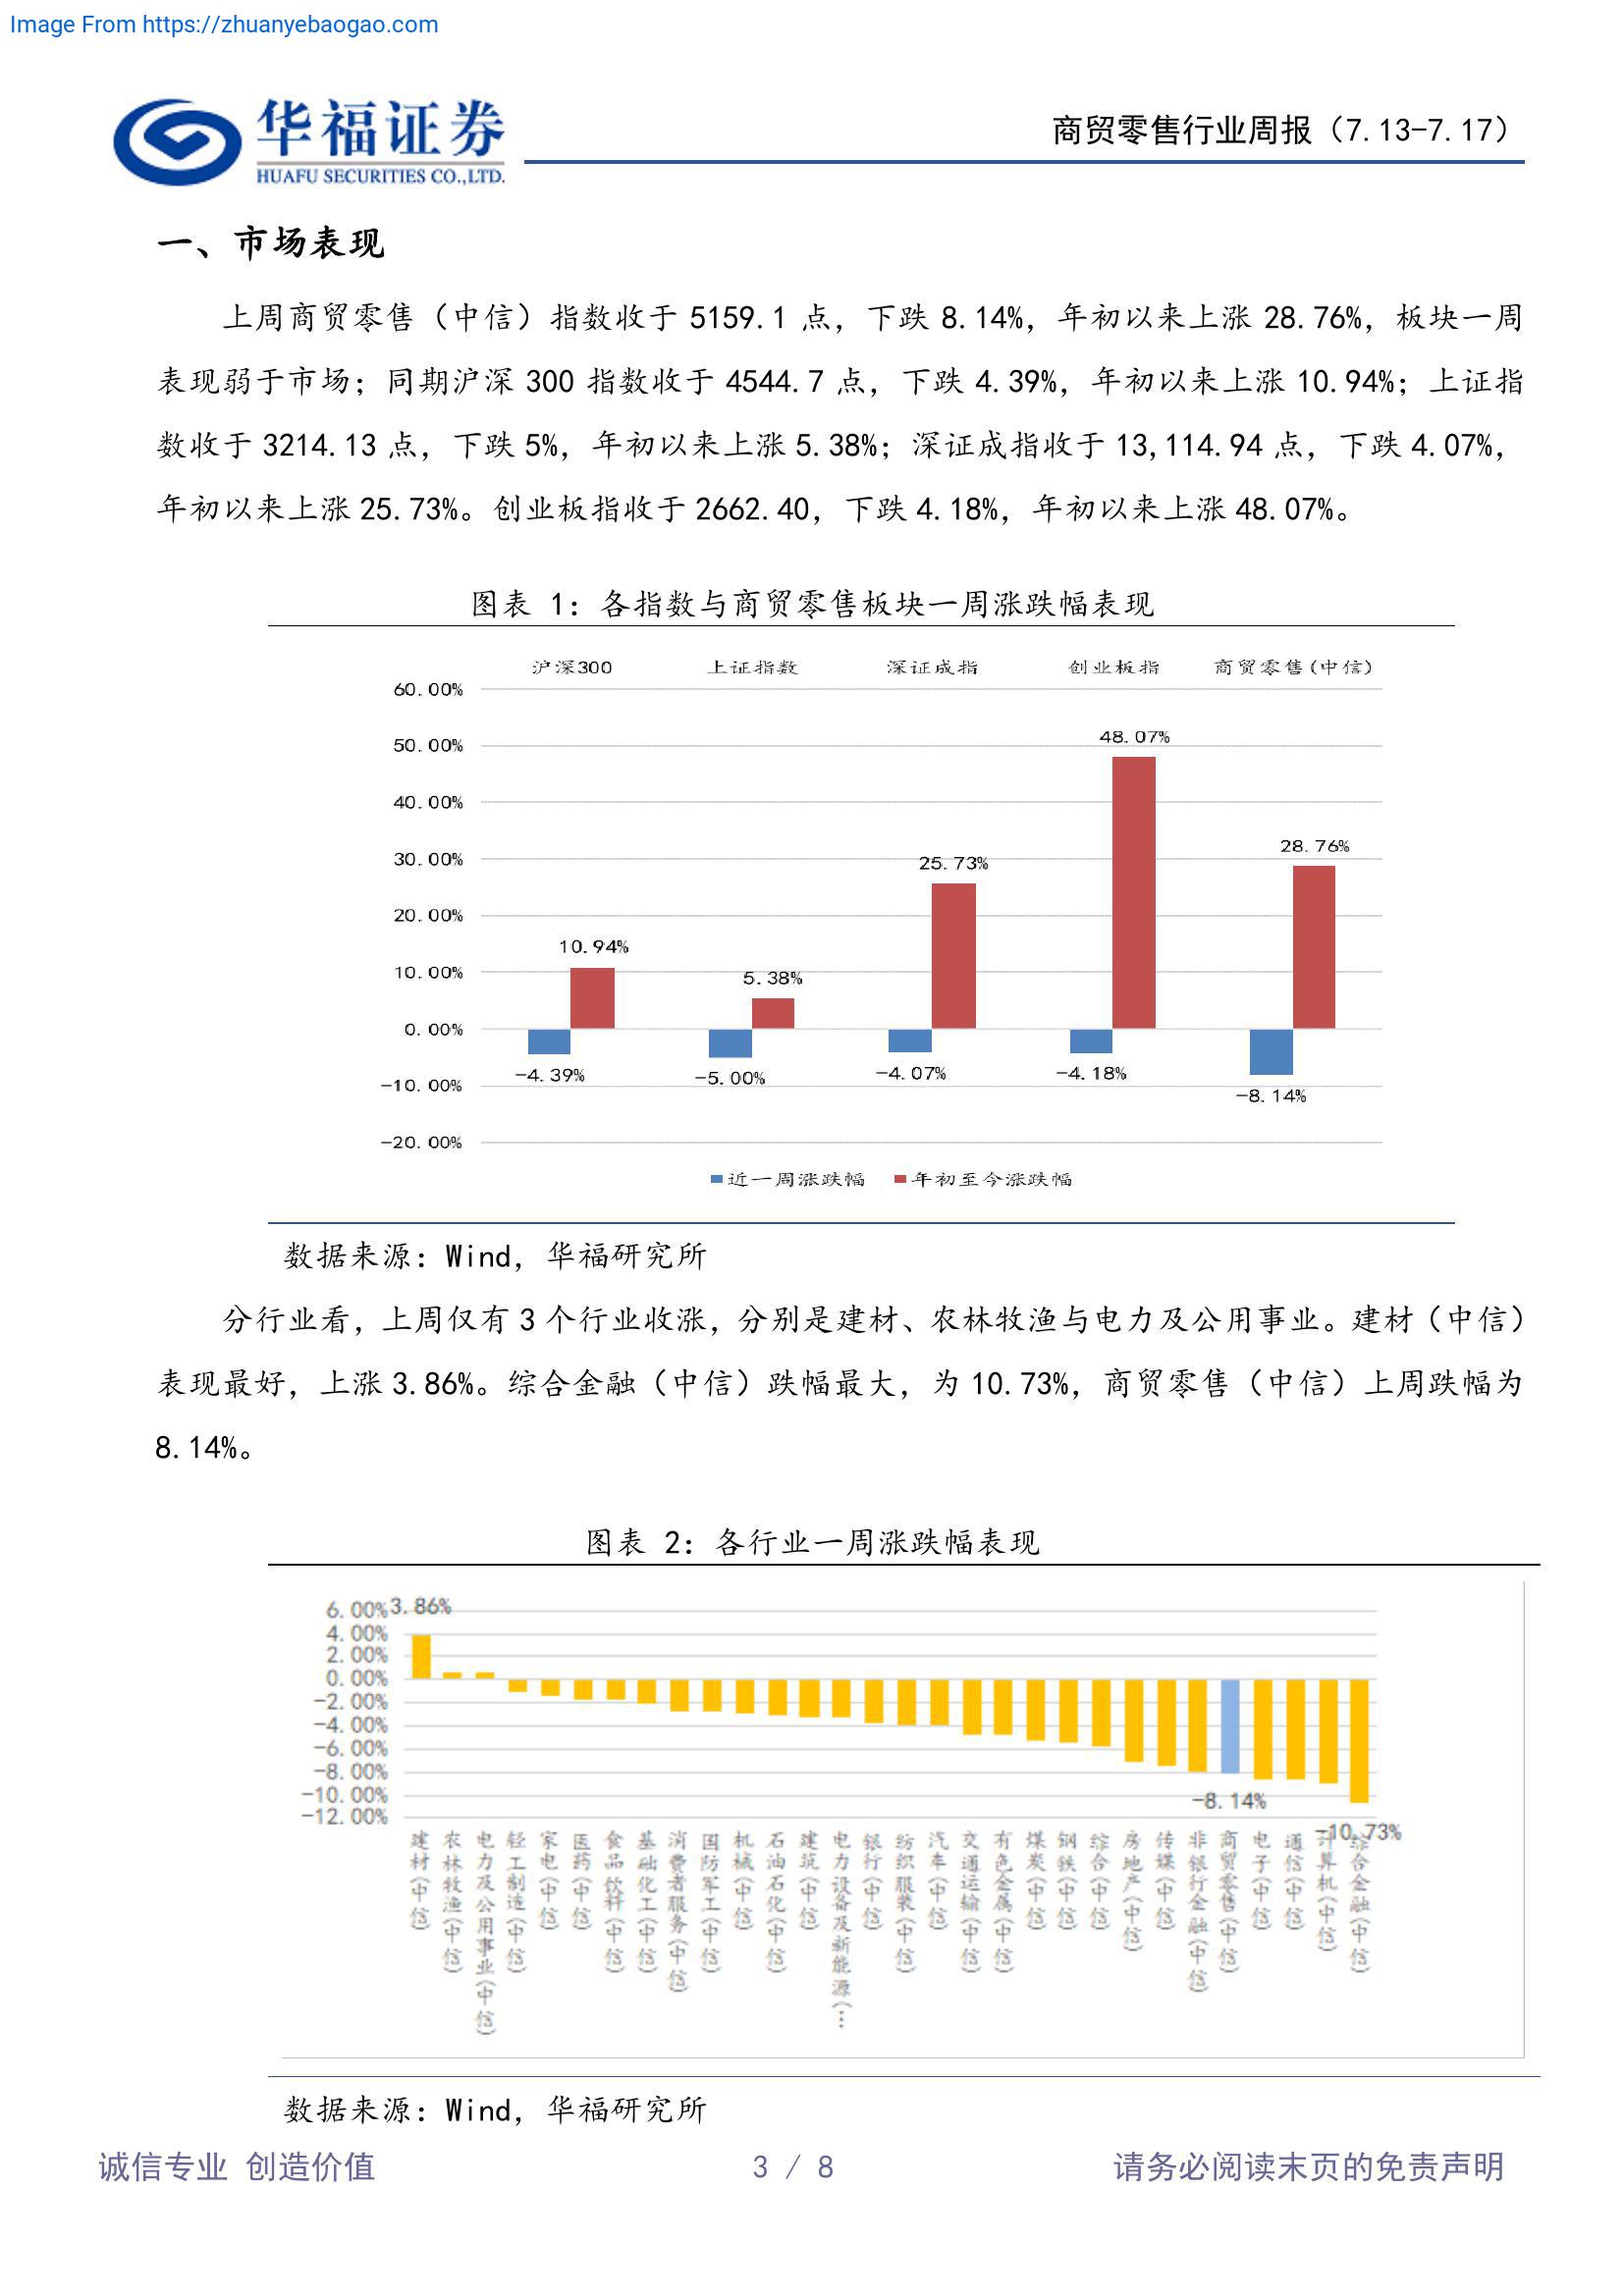 Image From https://zhuanyebaogao.com
华福证券
HUAFU SECURITIES CO.,LTD.
商贸零售行业周报（7.13-7.17）
一、市场表现
上周商贸零售（中信）指数收于 5159.1 点，下跌 8.14%，年初以来上涨 28.76%，板块一周
表现弱于市场；同期沪深 300 指数收于 4544.7 点，下跌 4.39%，年初以来上涨 10.94%；上证指
数收于 3214.13 点，下跌 5%，年初以来上涨 5.38%；深证成指收于 13,114.94 点，下跌 4.07%，
年初以来上涨 25.73%。创业板指收于 2662.40，下跌 4.18%，年初以来上涨 48.07%。
图表 1：各指数与商贸零售板块一周涨跌幅表现
沪深300 上证指数 深证成指 创业板指 商贸零售(中信)
60.00%
50.00%
40.00%
30.00%
20.00%
10.00%
0.00%
-10.00%
-20.00%
10.94% 5.38% 25.73% 48.07% 28.76%
-4.39% -5.00% -4.07% -4.18% -8.14%
近一周涨跌幅 年初至今涨跌幅
数据来源：Wind，华福研究所
分行业看，上周仅有 3 个行业收涨，分别是建材、农林牧渔与电力及公用事业。建材（中信）
表现最好，上涨 3.86%。综合金融（中信）跌幅最大，为 10.73%，商贸零售（中信）上周跌幅为
8.14%。
图表 2：各行业一周涨跌幅表现
6.00%
4.00%
2.00%
0.00%
-2.00%
-4.00%
-6.00%
-8.00%
-10.00%
-12.00%
3.86%
-8.14%
-10.73%
建材(中信)
农林牧渔(中信)
电力及公用事业(中信)
轻工制造(中信)
家电(中信)
医药(中信)
食品饮料(中信)
基础化工(中信)
消费者服务(中信)
国防军工(中信)
机械(中信)
石油石化(中信)
建筑(中信)
电力设备及新能源(…
银行(中信)
纺织服装(中信)
汽车(中信)
交通运输(中信)
有色金属(中信)
煤炭(中信)
钢铁(中信)
综合(中信)
房地产(中信)
传媒(中信)
非银行金融(中信)
商贸零售(中信)
电子(中信)
通信(中信)
计算机(中信)
综合金融(中信)
数据来源：Wind，华福研究所
诚信专业 创造价值
3 / 8
请务必阅读末页的免责声明